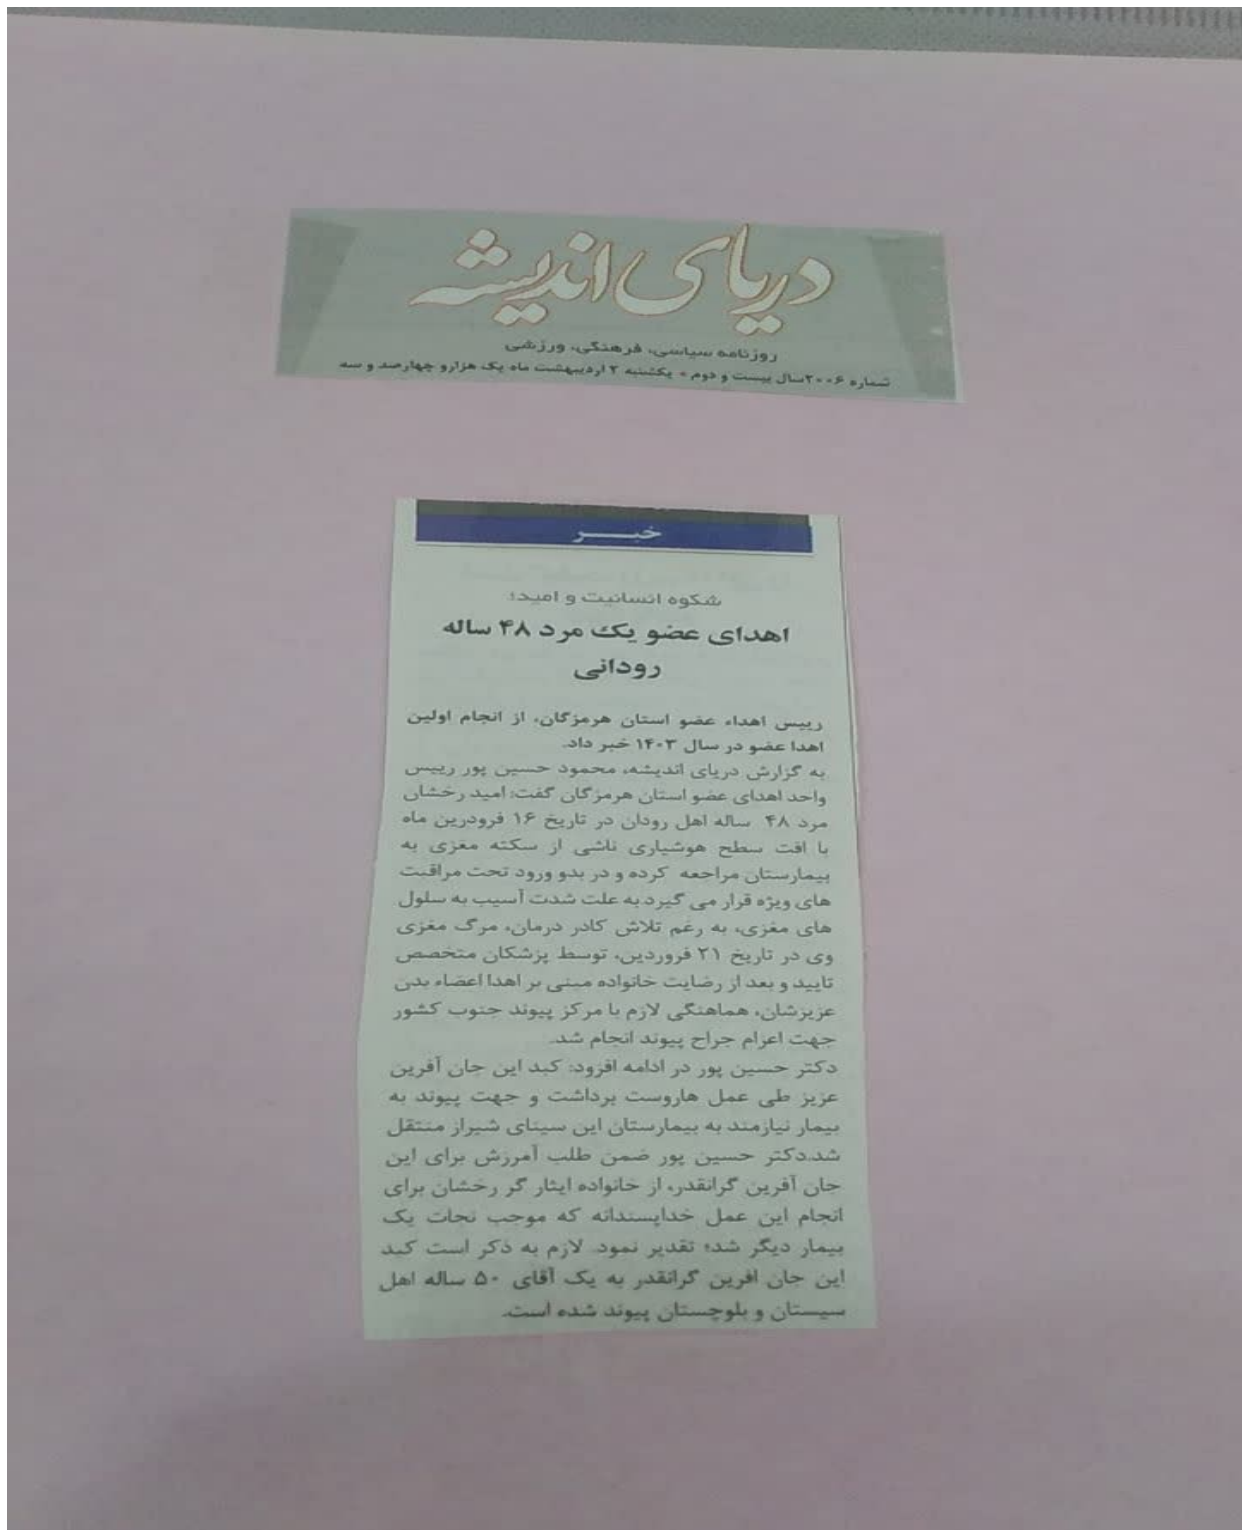 دریای اندیشه
روزنامه سیاسی، فرهنگی، ورزشی
شماره ۲۰۰۶سال بیست و دوم • یکشنبه ۲ اردیبهشت ماه یک هزارو چهارصد و سه
خبر
شکوه انسانیت و امید؛
اهدای عضو یک مرد ۴۸ ساله
رودانی
رییس اهداء عضو استان هرمزگان، از انجام اولین
اهدا عضو در سال ۱۴۰۳ خبر داد.
به گزارش دریای اندیشه، محمود حسین پور رییس
واحد اهدای عضو استان هرمزگان گفت: امید رخشان
مرد ۴۸ ساله اهل رودان در تاریخ ۱۶ فرودرین ماه
با افت سطح هوشیاری ناشی از سکته مغزی به
بیمارستان مراجعه کرده و در بدو ورود تحت مراقبت
های ویژه قرار می گیرد.به علت شدت آسیب به سلول
های مغزی، به رغم تلاش کادر درمان، مرگ مغزی
وی در تاریخ ۲۱ فروردین، توسط پزشکان متخصص
تایید و بعد از رضایت خانواده مبنی بر اهدا اعضاء بدن
عزیزشان، هماهنگی لازم با مرکز پیوند جنوب کشور
جهت اعزام جراح پیوند انجام شد.
دکتر حسین پور در ادامه افزود: کبد این جان آفرین
عزیز طی عمل هاروست برداشت و جهت پیوند به
بیمار نیازمند به بیمارستان ابن سینای شیراز منتقل
شد.دکتر حسین پور ضمن طلب آمرزش برای این
جان آفرین گرانقدر، از خانواده ایثار گر رخشان برای
انجام این عمل خداپسندانه که موجب نجات یک
بیمار دیگر شد؛ تقدیر نمود. لازم به ذکر است کبد
این جان افرین گرانقدر به یک آقای ۵۰ ساله اهل
سیستان و بلوچستان پیوند شده است.